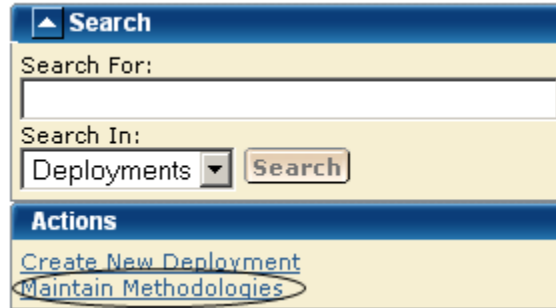 Search
Search For:
Search In:
Deployments Search
Actions
Create New Deployment
Maintain Methodologies